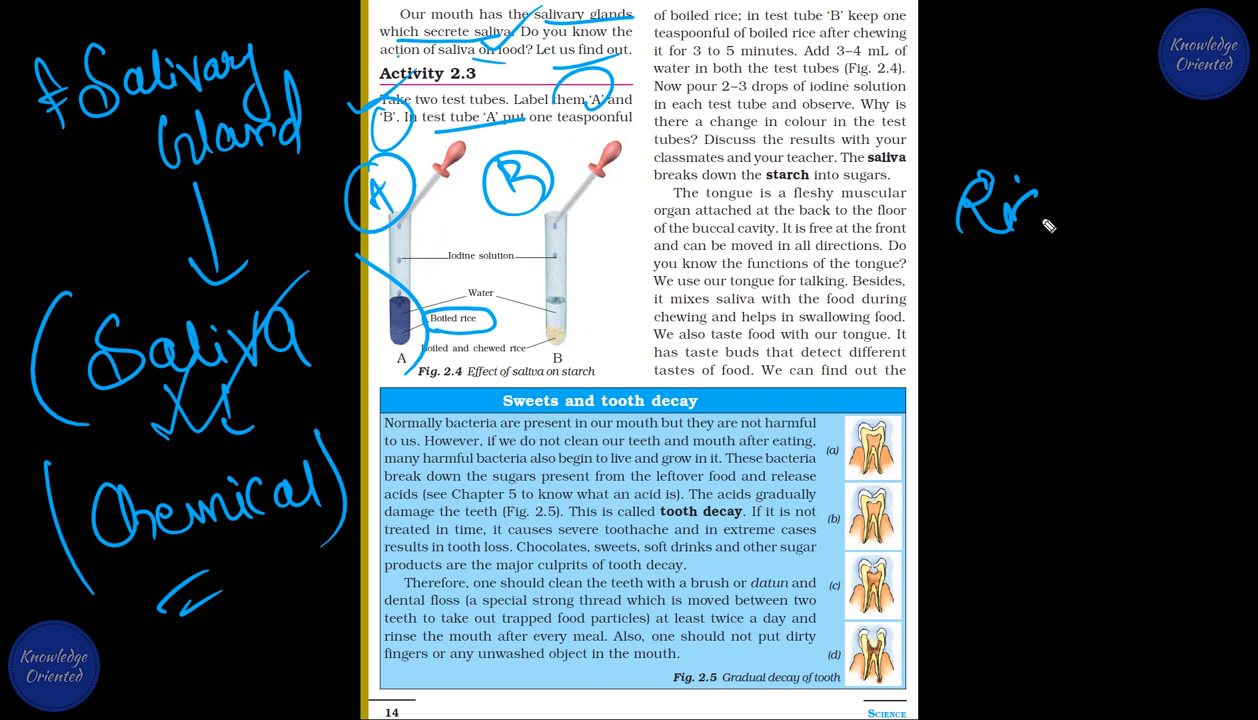 Salivary
Gland
Saliva
Chemical
Knowledge
Oriented
Our mouth has the salivary glands
which secrete saliva. Do you know the
action of saliva on food? Let us find out.
Activity 2.3
Take two test tubes. Label them ‘A’ and
‘B’. In test tube ‘A’ put one teaspoonful
A
B
Iodine solution
Water
Boiled rice
Boiled and chewed rice
A
B
Fig. 2.4 Effect of saliva on starch
of boiled rice; in test tube ‘B’ keep one
teaspoonful of boiled rice after chewing
it for 3 to 5 minutes. Add 3–4 mL of
water in both the test tubes (Fig. 2.4).
Now pour 2–3 drops of iodine solution
in each test tube and observe. Why is
there a change in colour in the test
tubes? Discuss the results with your
classmates and your teacher. The saliva
breaks down the starch into sugars.
The tongue is a fleshy muscular
organ attached at the back to the floor
of the buccal cavity. It is free at the front
and can be moved in all directions. Do
you know the functions of the tongue?
We use our tongue for talking. Besides,
it mixes saliva with the food during
chewing and helps in swallowing food.
We also taste food with our tongue. It
has taste buds that detect different
tastes of food. We can find out the
Sweets and tooth decay
Normally bacteria are present in our mouth but they are not harmful
to us. However, if we do not clean our teeth and mouth after eating,
many harmful bacteria also begin to live and grow in it. These bacteria
break down the sugars present from the leftover food and release
acids (see Chapter 5 to know what an acid is). The acids gradually
damage the teeth (Fig. 2.5). This is called tooth decay. If it is not
treated in time, it causes severe toothache and in extreme cases
results in tooth loss. Chocolates, sweets, soft drinks and other sugar
products are the major culprits of tooth decay.
Therefore, one should clean the teeth with a brush or datun and
dental floss (a special strong thread which is moved between two
teeth to take out trapped food particles) at least twice a day and
rinse the mouth after every meal. Also, one should not put dirty
fingers or any unwashed object in the mouth.
(a)
(b)
(c)
(d)
Fig. 2.5 Gradual decay of tooth
14
SCIENCE
Knowledge
Oriented
Ri